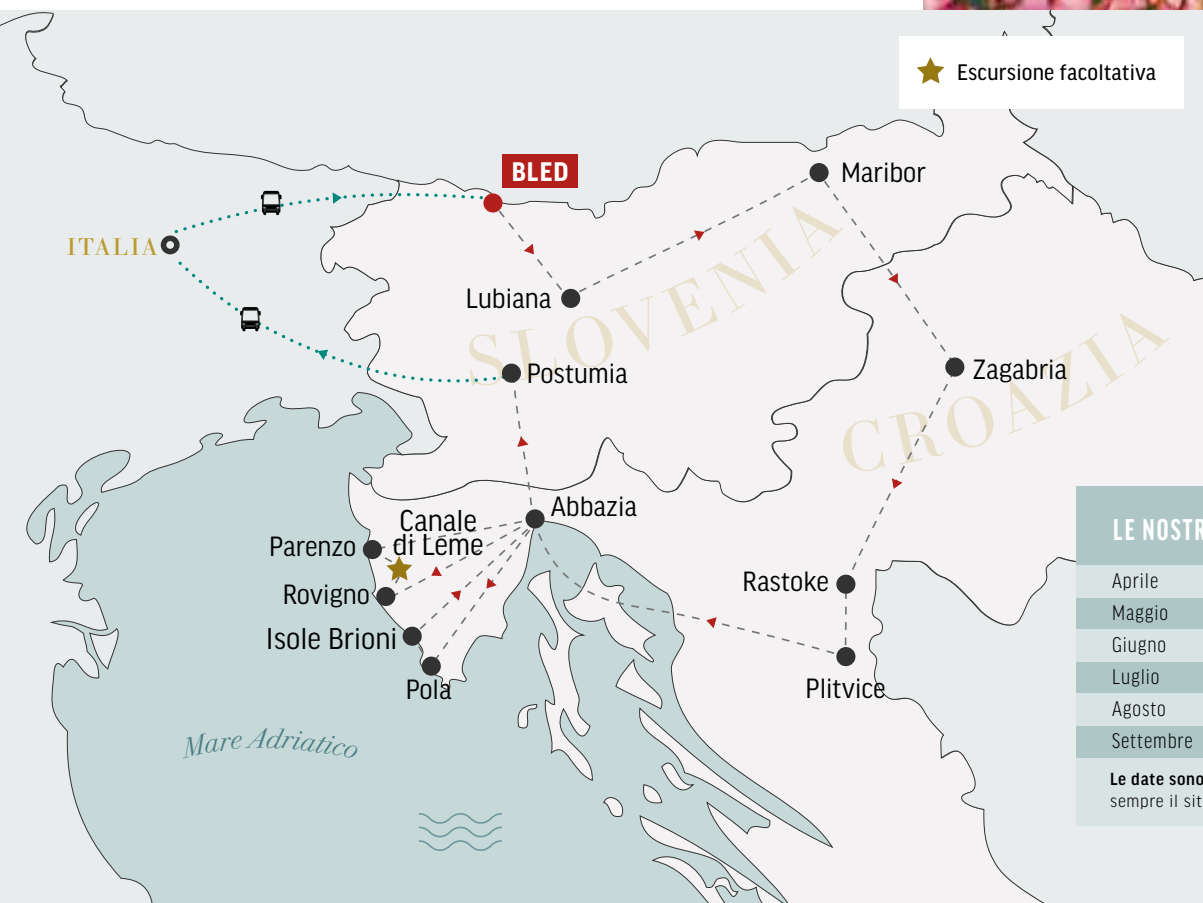 Escursione facoltativa
BLED
Maribor
ITALIA
Lubiana
SLOVENIA
Postumia
Zagabria
CROAZIA
Abbazia
Canale
di Leme
Parenzo
Rovigno
Isole Brioni
Pola
Rastoke
Plitvice
Mare Adriatico
LE NOSTR
Aprile
Maggio
Giugno
Luglio
Agosto
Settembre
Le date sono
sempre il sit